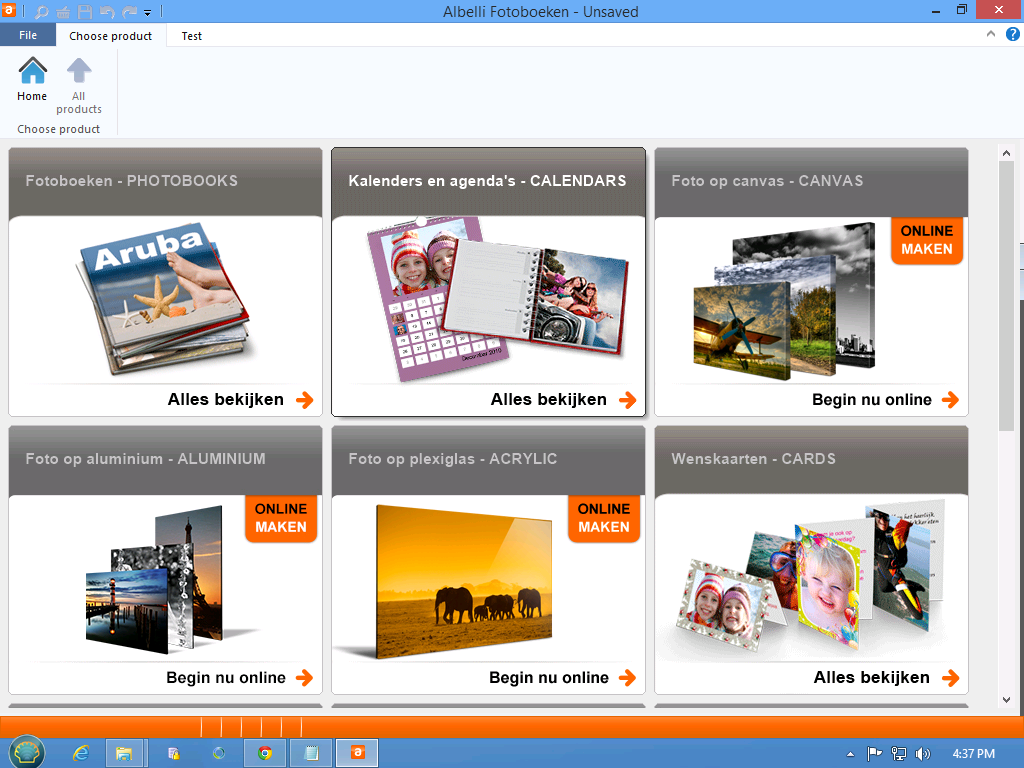 Albelli Fotoboeken - Unsaved
File
Choose product
Test
Home
All
products
Choose product
Fotoboeken - PHOTOBOOKS
Kalenders en agenda's - CALENDARS
Foto op canvas - CANVAS
Aruba
December 2010
ONLINE
MAKEN
Alles bekijken
Alles bekijken
Begin nu online
Foto op aluminium - ALUMINIUM
Foto op plexiglas - ACRYLIC
Wenskaarten - CARDS
ONLINE
MAKEN
ONLINE
MAKEN
Begin nu online
Begin nu online
Alles bekijken
4:37 PM